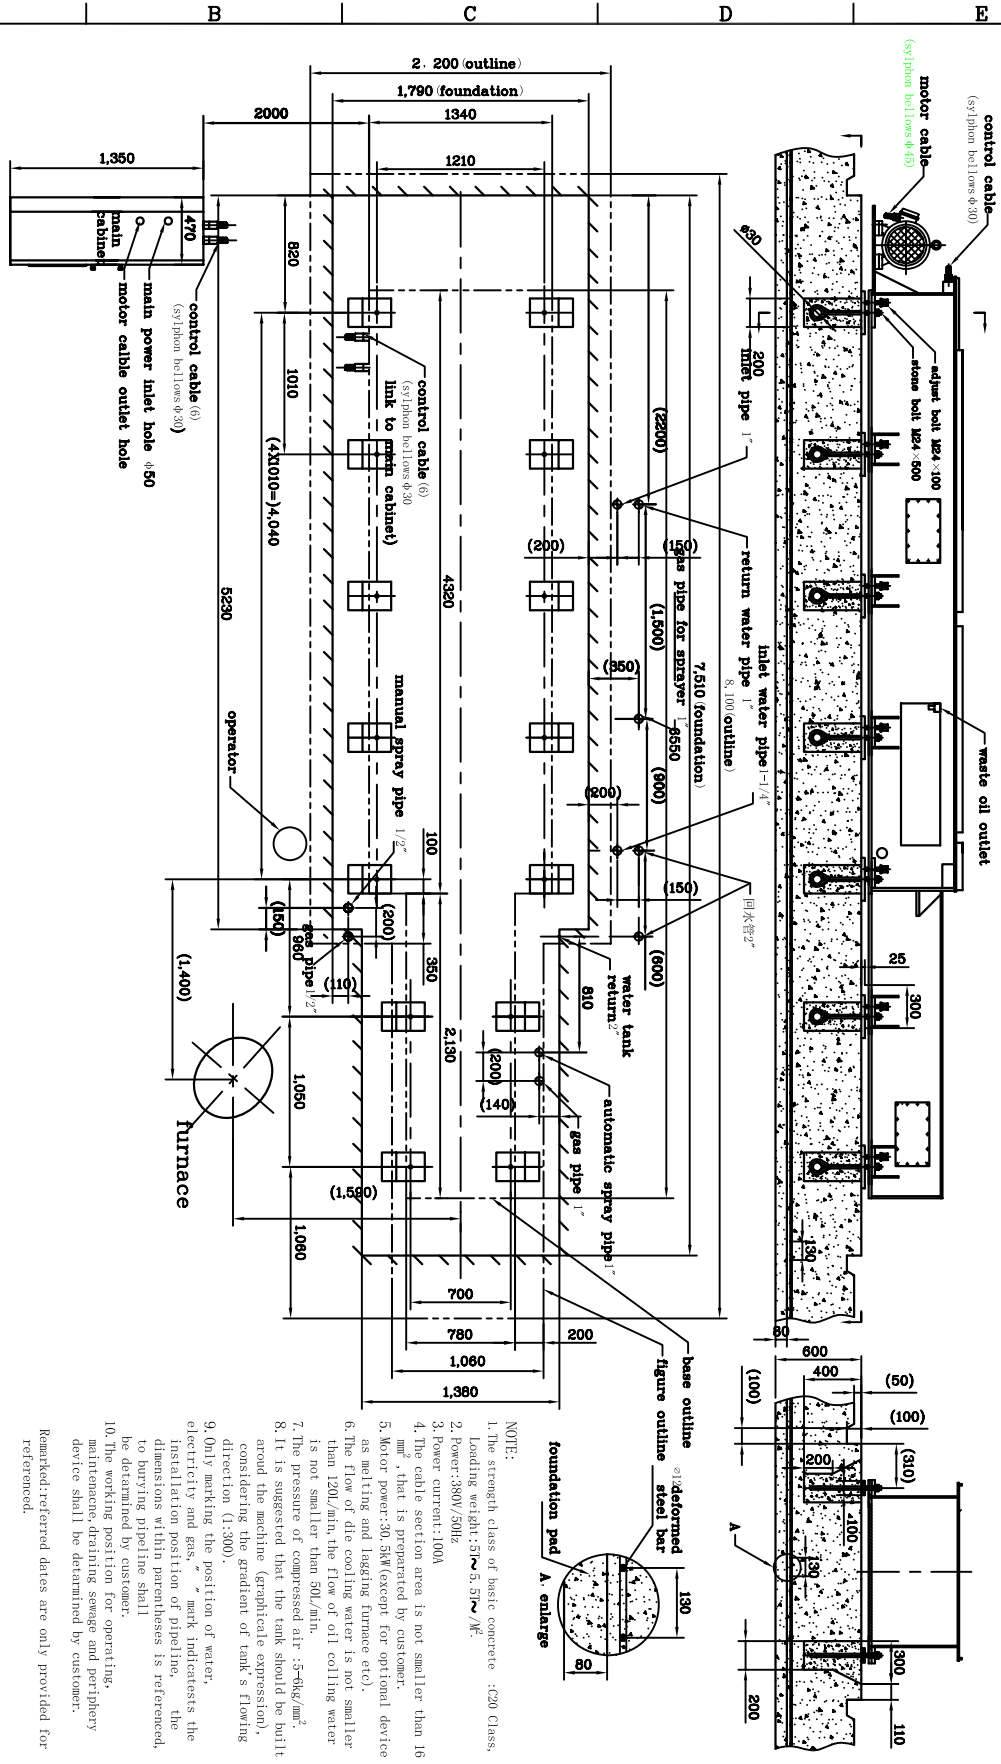 B
C
D
E
control cable
(sylphon bellows φ30)
motor cable
(sylphon bellows φ45)
adjust bolt M24×100
stone bolt M24×500
waste oil outlet
ø30
200
25
300
130
80
2, 200(outline)
1,790(foundation)
1340
1210
2000
1,350
470
main
cabinet
control cable(6)
(sylphon bellows φ30)
main power inlet hole φ50
motor calble outlet hole
820
1010
(4X1010=)4,040
5230
control cable(6)
(sylphon bellows φ30
link to main cabinet)
4320
(2200)
inlet pipe 1"
return water pipe 1"
(200)
(150)
gas pipe for sprayer 1"
(1,500)
(350)
7,510(foundation)
8, 100(outline)
6550
inlet water pipe1-1/4"
(900)
(200)
(150)
回水管2"
(600)
water tank
return2"
810
manual spray pipe 1/2"
operator
100
(200)
(150)
960
gas pipe1/2"
(110)
350
(1,400)
2,130
(200)
(140)
automatic spray pipe1"
gas pipe 1"
1,050
furnace
(1,590)
1,060
700
780
200
1,060
1,380
base outline
figure outline
600
400
(50)
(100)
(100)
(310)
200
100
130
A
300
200
110
ø12deformed
steel bar
130
80
foundation pad
A enlarge
NOTE:
1.The strength class of basic concrete :C20 Class,
Loading weight:5T~5.5T~/M².
2.Power:380V/50Hz
3.Power current:100A
4.The cable section area is not smaller than 16
mm²,that is preparated by customer.
5.Motor power:30.5kW(except for optional device
as melting and lagging furnace etc).
6.The flow of die cooling water is not smaller
than 120L/min,the flow of oil colling water
is not smaller than 50L/min.
7.The pressure of compressed air :5-6kg/mm².
8.It is suggested that the tank should be built
aroud the machine (graphicale expression),
considering the gradient of tank's flowing
direction (1:300).
9.Only marking the position of water,
electricity and gas, " " mark indicatests the
installation position of pipeline, the
dimensions within parentheses is referenced,
to burying pipeline shall
be determined by customer.
10.The working position for operating,
maintenacne,draining sewage and periphery
device shall be detarmined by customer.
Remarked:referred dates are only provided for
referenced.